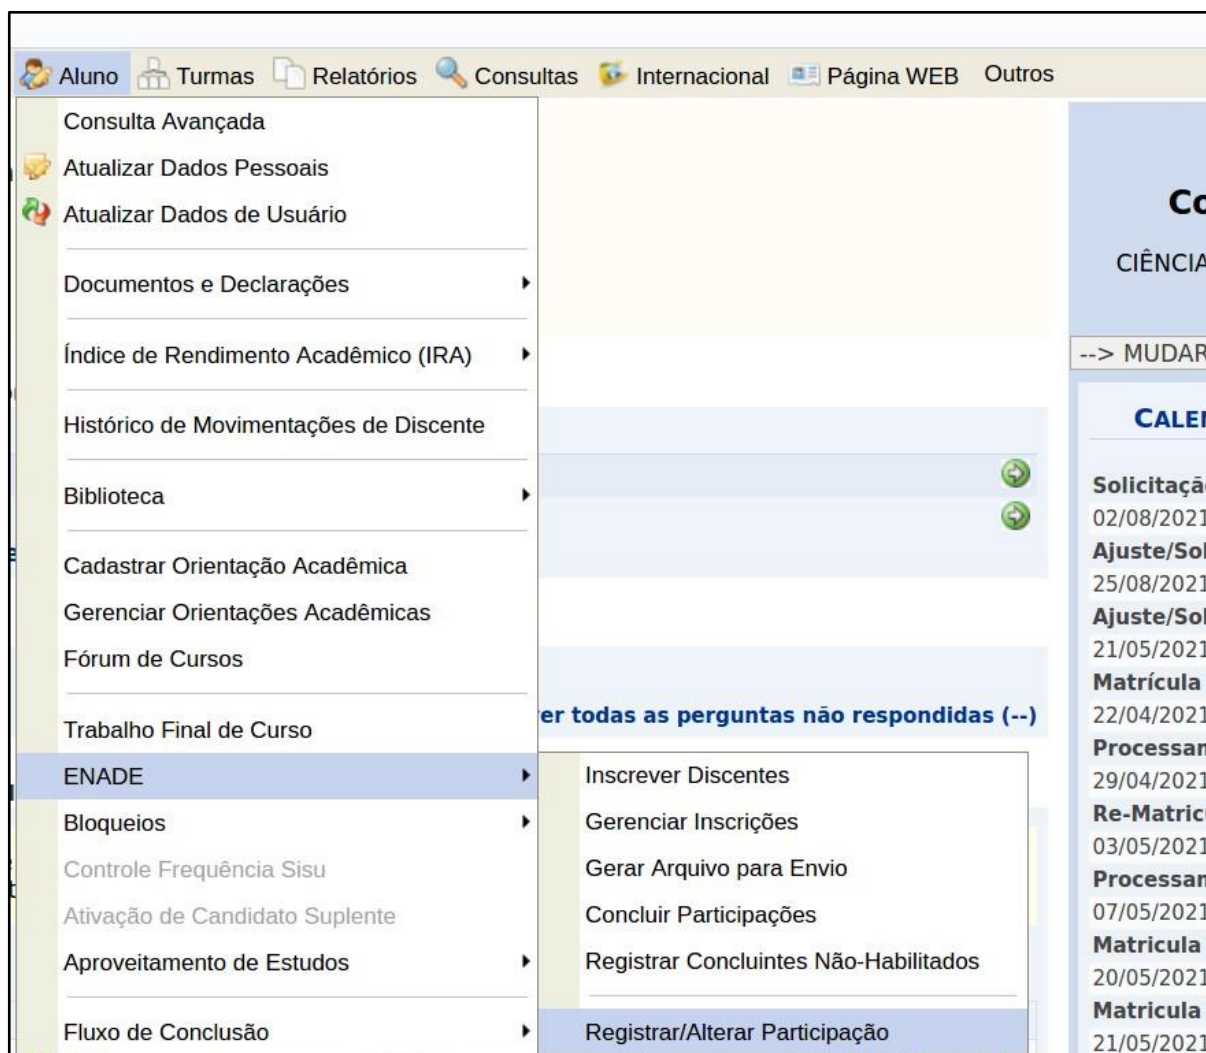 Aluno Turmas Relatórios Consultas Internacional Página WEB Outros
Consulta Avançada
Atualizar Dados Pessoais
Atualizar Dados de Usuário
Documentos e Declarações
Índice de Rendimento Acadêmico (IRA)
Histórico de Movimentações de Discente
Biblioteca
Cadastrar Orientação Acadêmica
Gerenciar Orientações Acadêmicas
Fórum de Cursos
Trabalho Final de Curso
ENADE
Bloqueios
Controle Frequência Sisu
Ativação de Candidato Suplente
Aproveitamento de Estudos
Fluxo de Conclusão
er todas as perguntas não respondidas (--)
Inscrever Discentes
Gerenciar Inscrições
Gerar Arquivo para Envio
Concluir Participações
Registrar Concluintes Não-Habilitados
Registrar/Alterar Participação
Co
CIÊNCIA
--> MUDAR
CALEN
Solicitaçã
02/08/2021
Ajuste/Sol
25/08/2021
Ajuste/Sol
21/05/2021
Matrícula
22/04/2021
Processan
29/04/2021
Re-Matricu
03/05/2021
Processan
07/05/2021
Matricula
20/05/2021
Matricula
21/05/2021